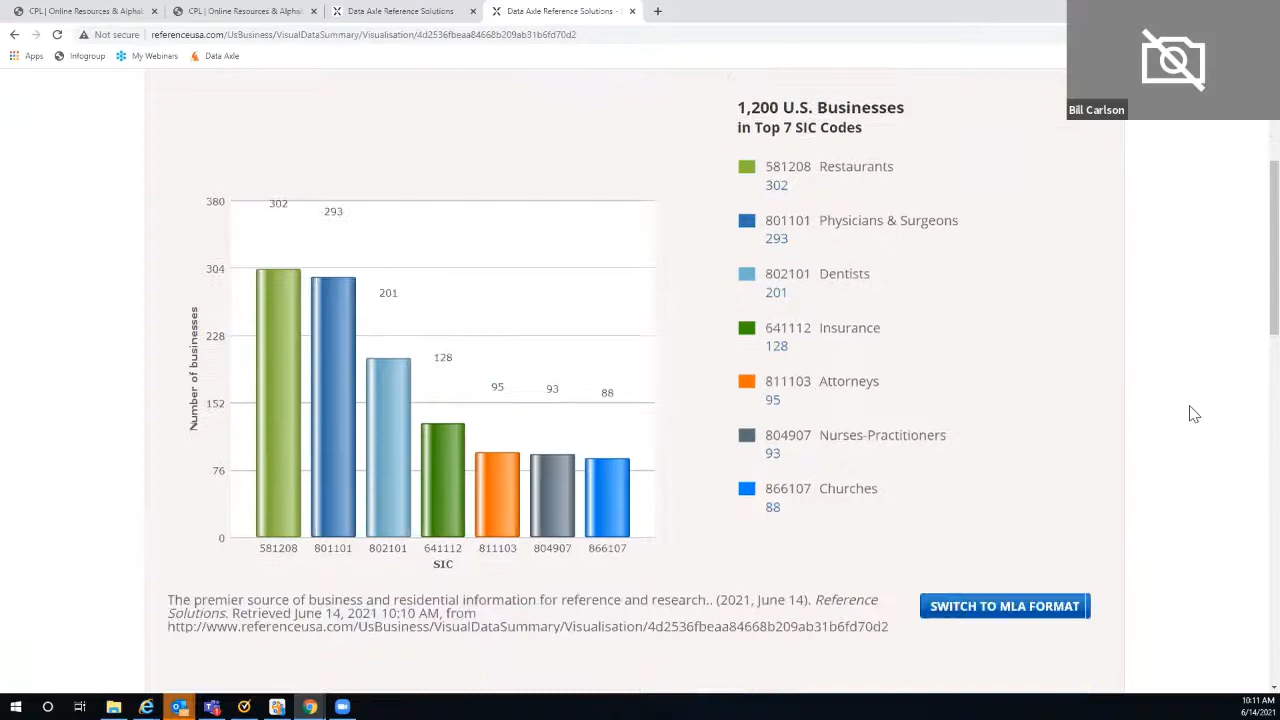 CPL | Online Resources & Alphab
CPL | Online Resources & Alphab
Data Axle Reference Solutions
Data Axle Reference Solutions -
Not secure | referenceusa.com/UsBusiness/VisualDataSummary/Visualisation/4d2536fbeaa84668b209ab31b6fd70d2
Apps
Infogroup
My Webinars
Data Axle
Bill Carlson
1,200 U.S. Businesses
in Top 7 SIC Codes
581208 Restaurants
302
801101 Physicians & Surgeons
293
802101 Dentists
201
641112 Insurance
128
811103 Attorneys
95
804907 Nurses-Practitioners
93
866107 Churches
88
Number of businesses
380
304
228
152
76
0
302
293
201
128
95
93
88
581208
801101
802101
641112
811103
804907
866107
SIC
The premier source of business and residential information for reference and research.. (2021, June 14). Reference
Solutions. Retrieved June 14, 2021 10:10 AM, from
http://www.referenceusa.com/UsBusiness/VisualDataSummary/Visualisation/4d2536fbeaa84668b209ab31b6fd70d2
SWITCH TO MLA FORMAT
10:11 AM
6/14/2021